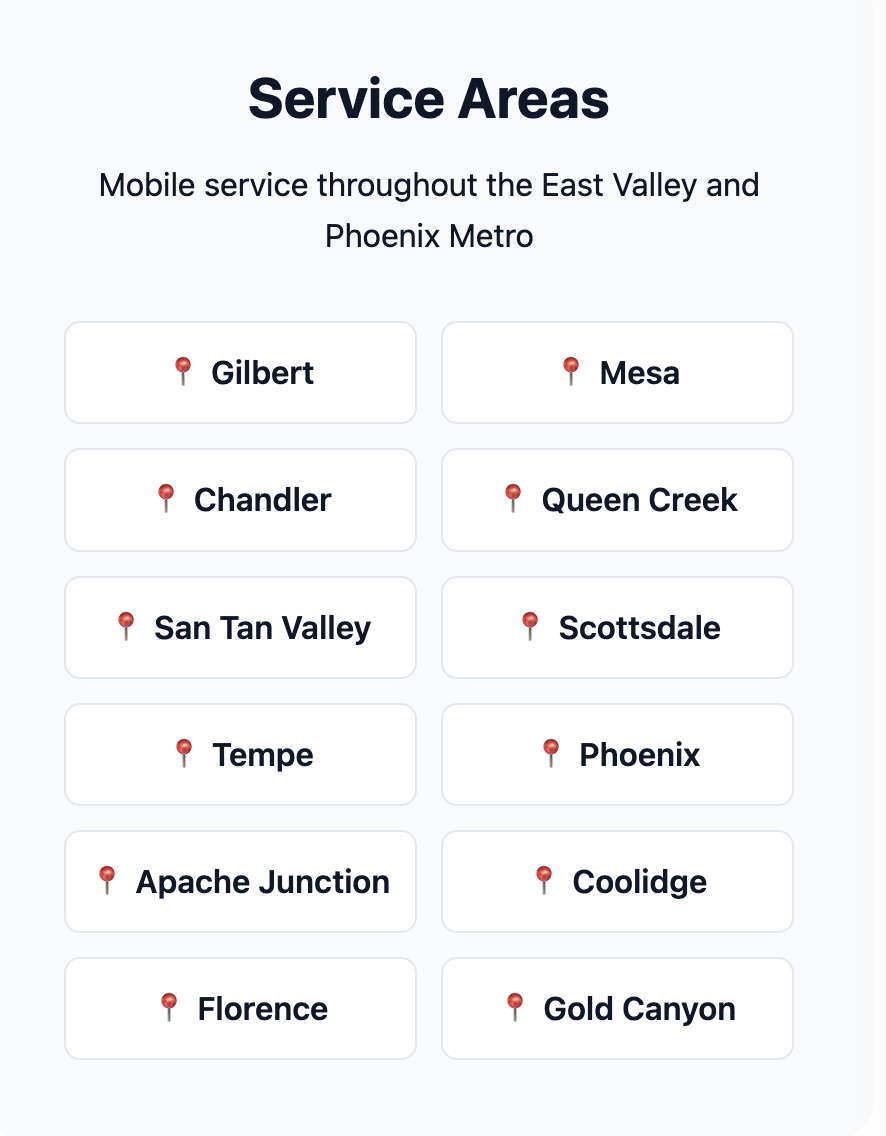 Service Areas
Mobile service throughout the East Valley and
Phoenix Metro
📍 Gilbert
📍 Mesa
📍 Chandler
📍 Queen Creek
📍 San Tan Valley
📍 Scottsdale
📍 Tempe
📍 Phoenix
📍 Apache Junction
📍 Coolidge
📍 Florence
📍 Gold Canyon